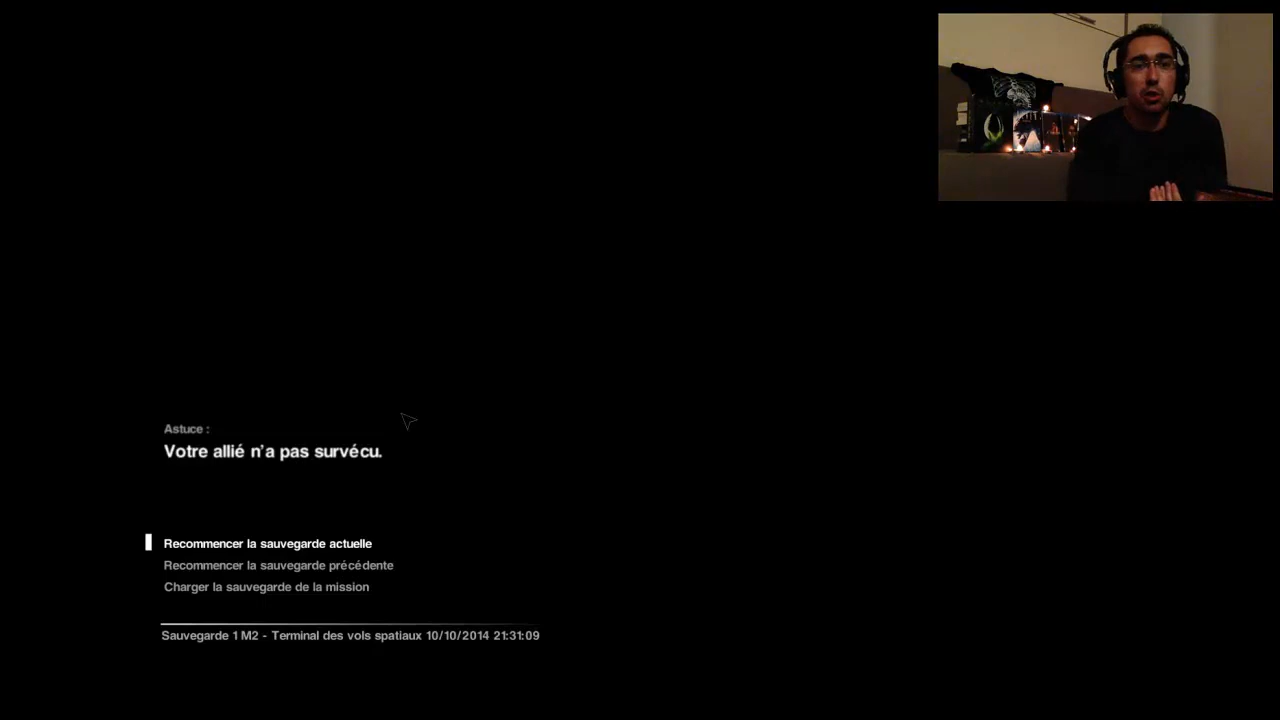 Astuce :
Votre allié n'a pas survécu.
Recommencer la sauvegarde actuelle
Recommencer la sauvegarde précédente
Charger la sauvegarde de la mission
Sauvegarde 1 M2 - Terminal des vols spatiaux 10/10/2014 21:31:09